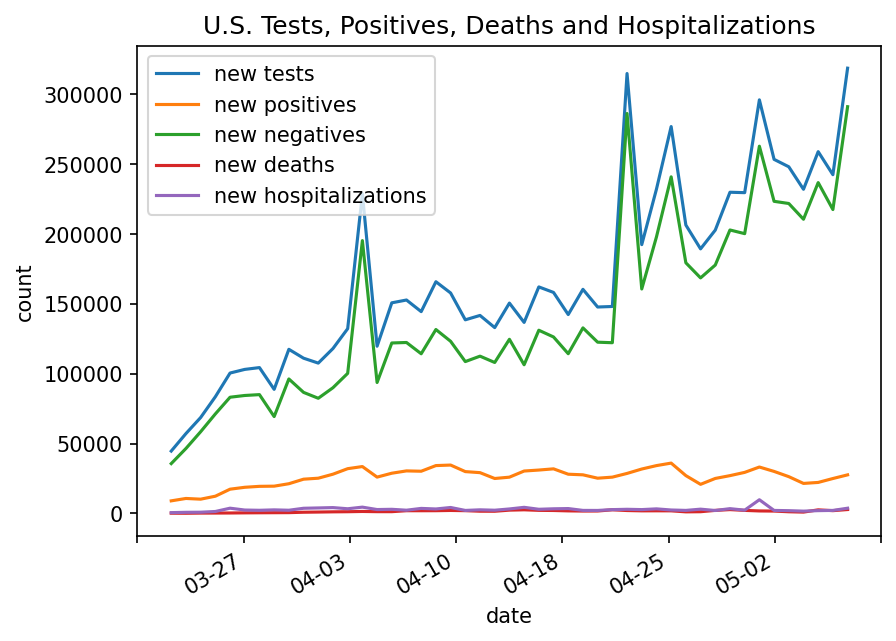 U.S. Tests, Positives, Deaths and Hospitalizations
new tests
new positives
new negatives
new deaths
new hospitalizations
300000
250000
200000
150000
100000
50000
0
count
03-27
04-03
04-10
04-18
04-25
05-02
date